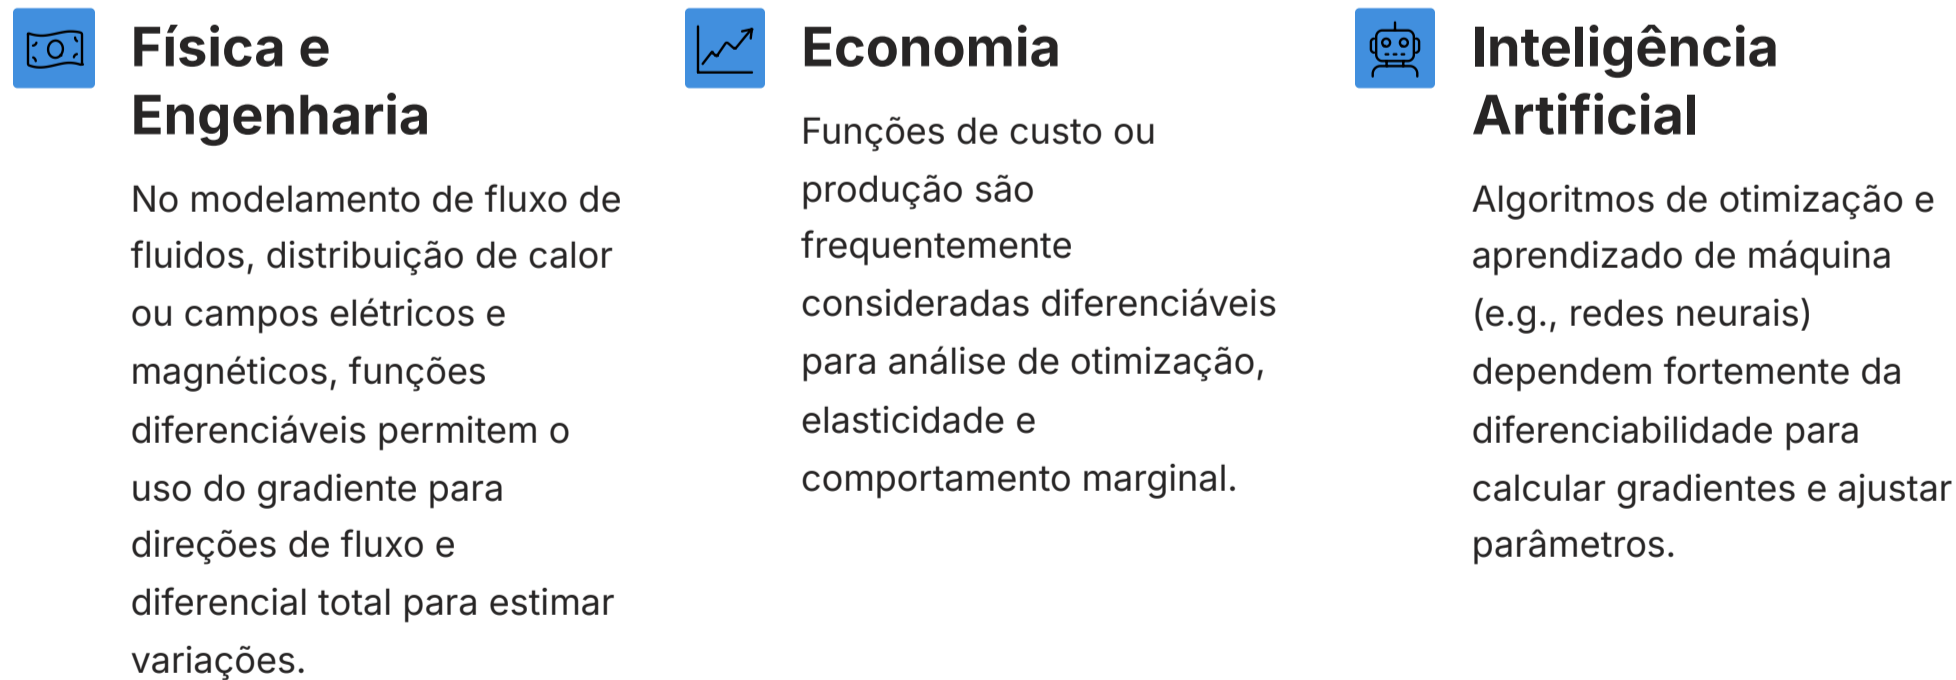 Física e
Engenharia
No modelamento de fluxo de
fluidos, distribuição de calor
ou campos elétricos e
magnéticos, funções
diferenciáveis permitem o
uso do gradiente para
direções de fluxo e
diferencial total para estimar
variações.
Economia
Funções de custo ou
produção são
frequentemente
consideradas diferenciáveis
para análise de otimização,
elasticidade e
comportamento marginal.
Inteligência
Artificial
Algoritmos de otimização e
aprendizado de máquina
(e.g., redes neurais)
dependem fortemente da
diferenciabilidade para
calcular gradientes e ajustar
parâmetros.